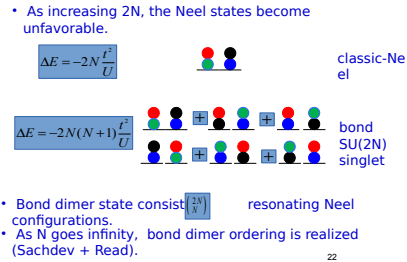 • As increasing 2N, the Neel states become
unfavorable.
ΔE = −2N t²/U
classic-Ne
el
ΔE = −2N(N+1) t²/U
+ +
bond
SU(2N)
singlet
+ +
• Bond dimer state consist (2N N) resonating Neel
configurations.
• As N goes infinity, bond dimer ordering is realized
(Sachdev + Read).
22